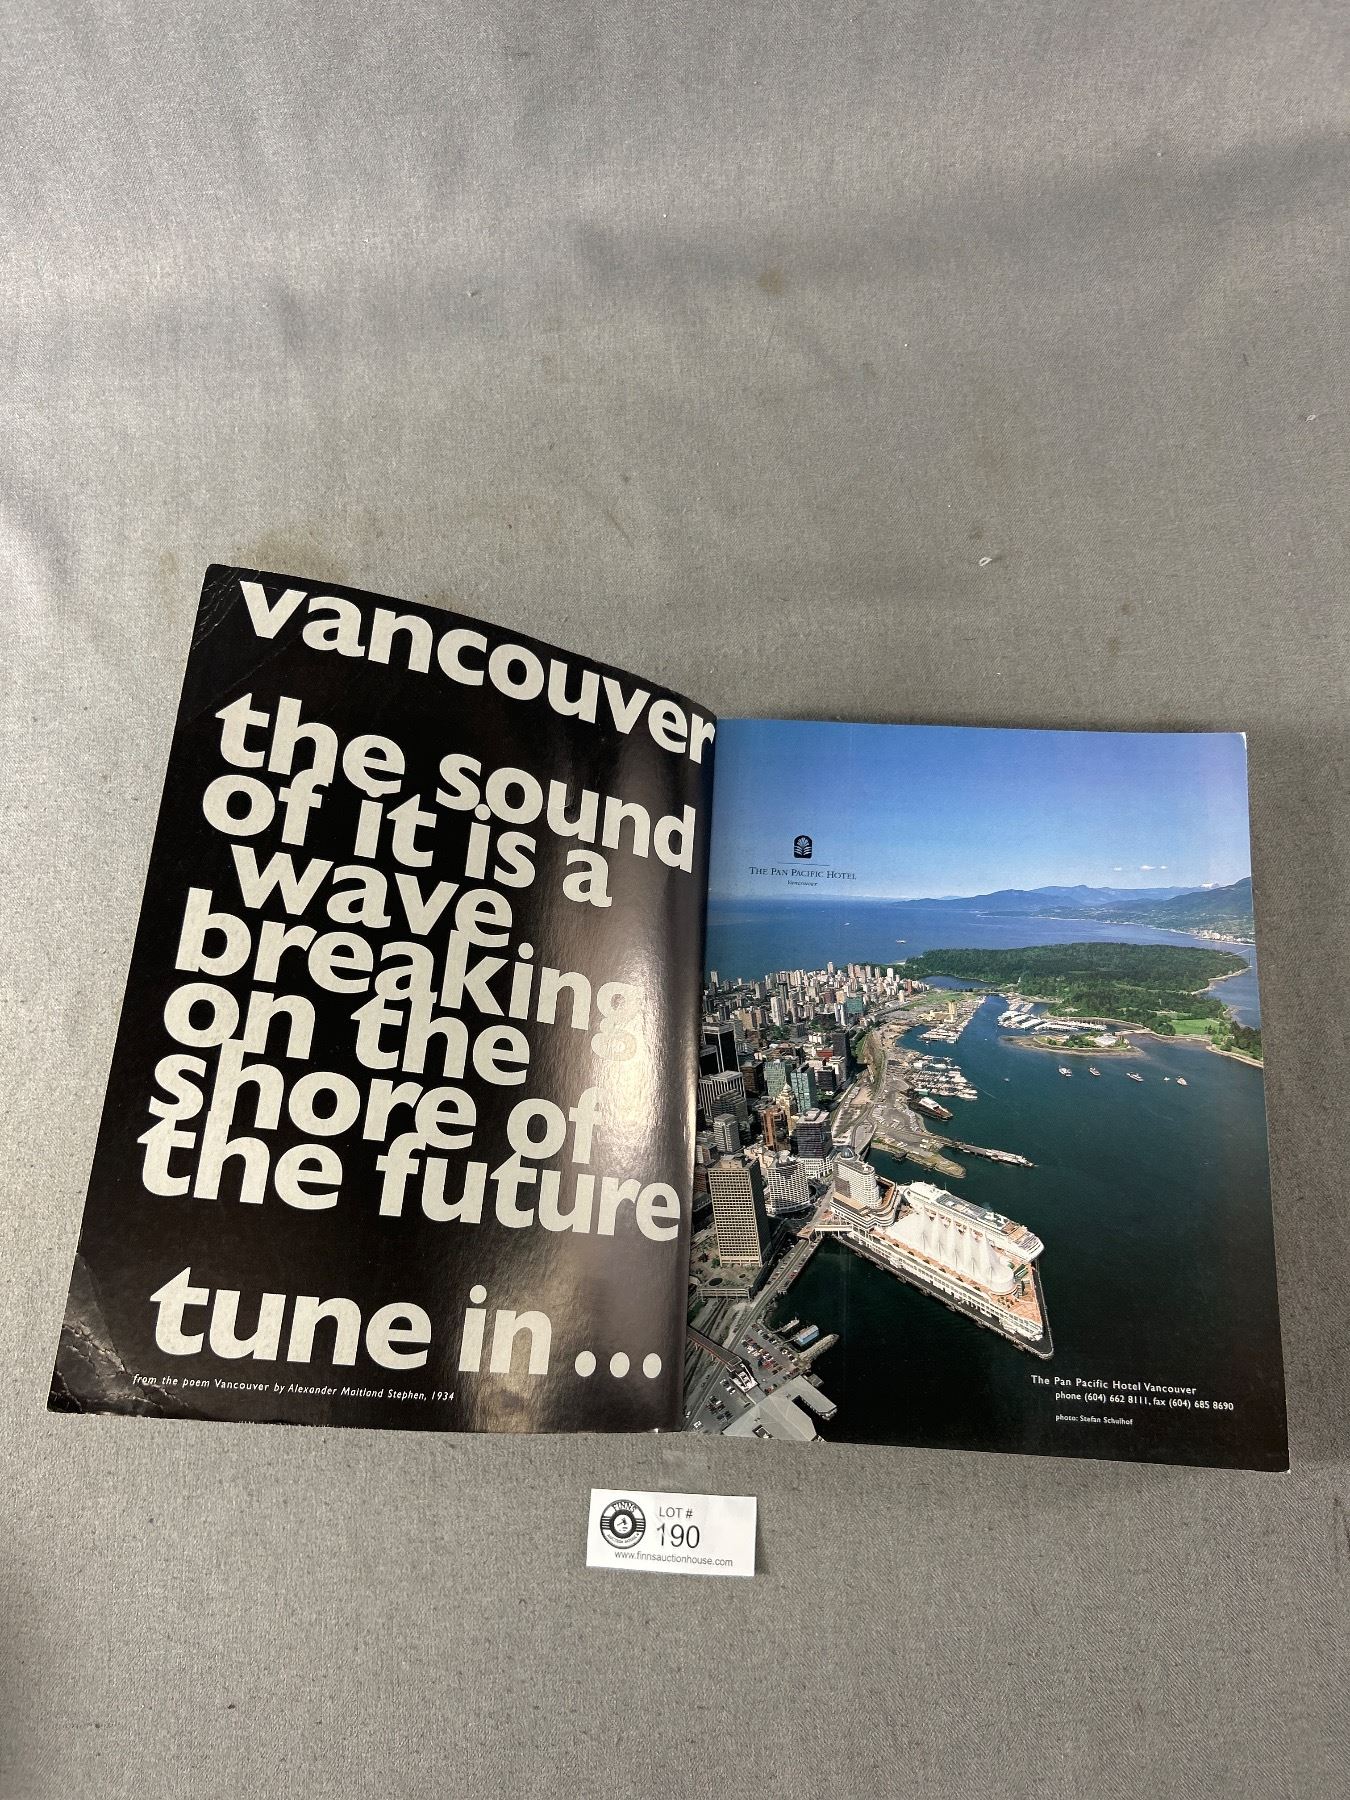 vancouver
the sound
of it is a
wave
breaking
on the
shore of
the future
tune in...
from the poem Vancouver by Alexander Maitland Stephen, 1934
THE PAN PACIFIC HOTEL
Vancouver
The Pan Pacific Hotel Vancouver
phone (604) 662 8111, fax (604) 685 8690
photo: Stefan Schulhof
FINNS
LOT #
190
www.finnsauctionhouse.com